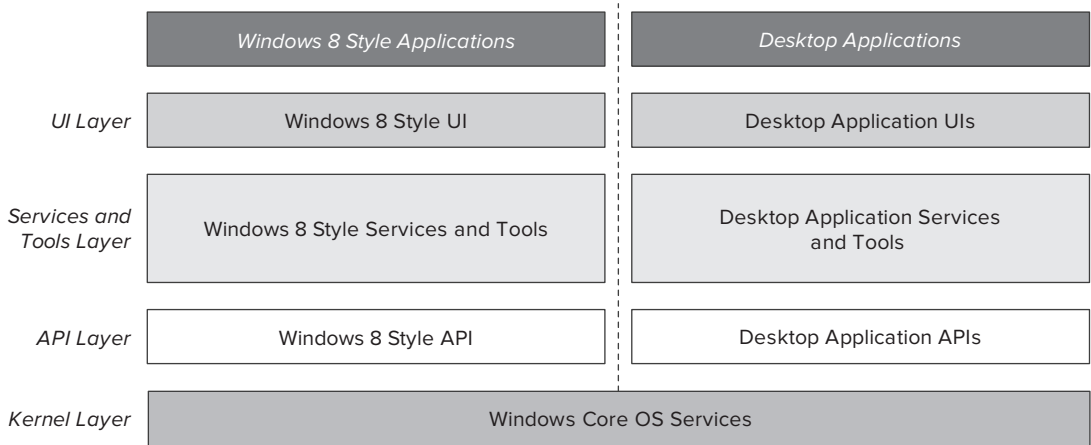 Windows 8 Style Applications
Desktop Applications
UI Layer
Windows 8 Style UI
Desktop Application UIs
Services and
Tools Layer
Windows 8 Style Services and Tools
Desktop Application Services
and Tools
API Layer
Windows 8 Style API
Desktop Application APIs
Kernel Layer
Windows Core OS Services